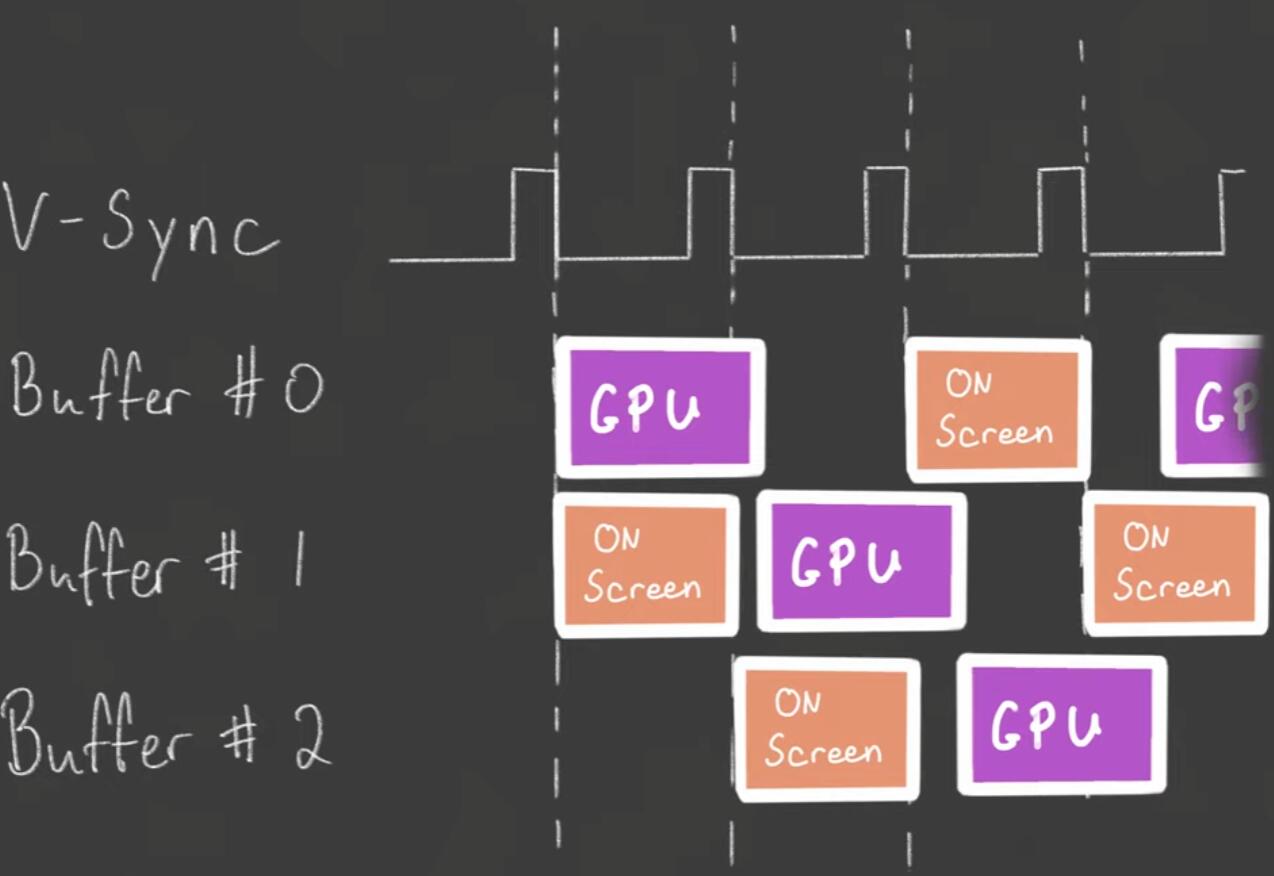 V-Sync
Buffer #0
GPU
ON
Screen
GP
Buffer # 1
ON
Screen
GPU
ON
Screen
Buffer # 2
ON
Screen
GPU